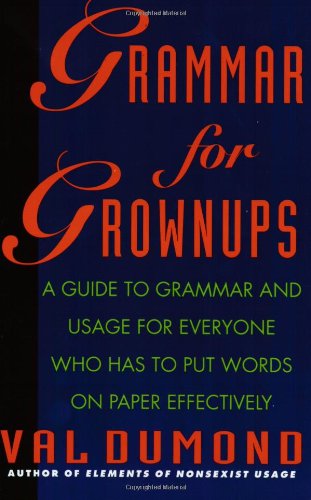 GRAMMAR
for
GROWNUPS
A GUIDE TO GRAMMAR AND
USAGE FOR EVERYONE
WHO HAS TO PUT WORDS
ON PAPER EFFECTIVELY
VAL DUMOND
AUTHOR OF ELEMENTS OF NONSEXIST USAGE